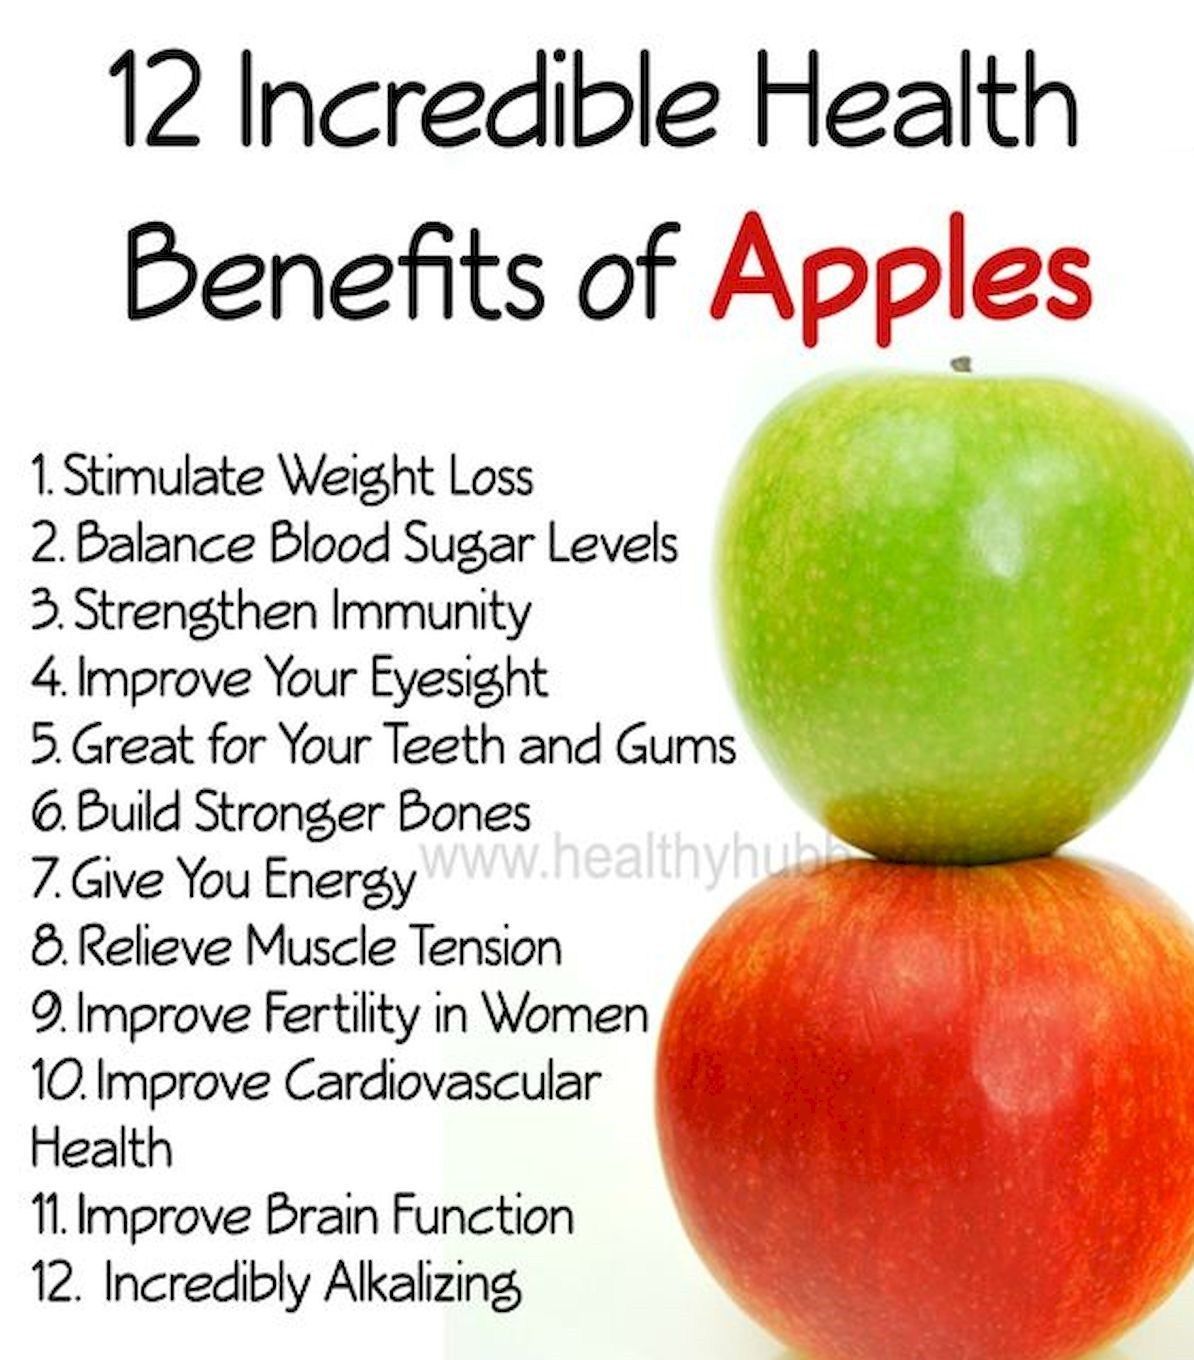 12 Incredible Health
Benefits of Apples
1. Stimulate Weight Loss
2. Balance Blood Sugar Levels
3. Strengthen Immunity
4. Improve Your Eyesight
5. Great for Your Teeth and Gums
6. Build Stronger Bones
www.healthyhubb
7. Give You Energy
8. Relieve Muscle Tension
9. Improve Fertility in Women
10. Improve Cardiovascular
Health
11. Improve Brain Function
12. Incredibly Alkalizing